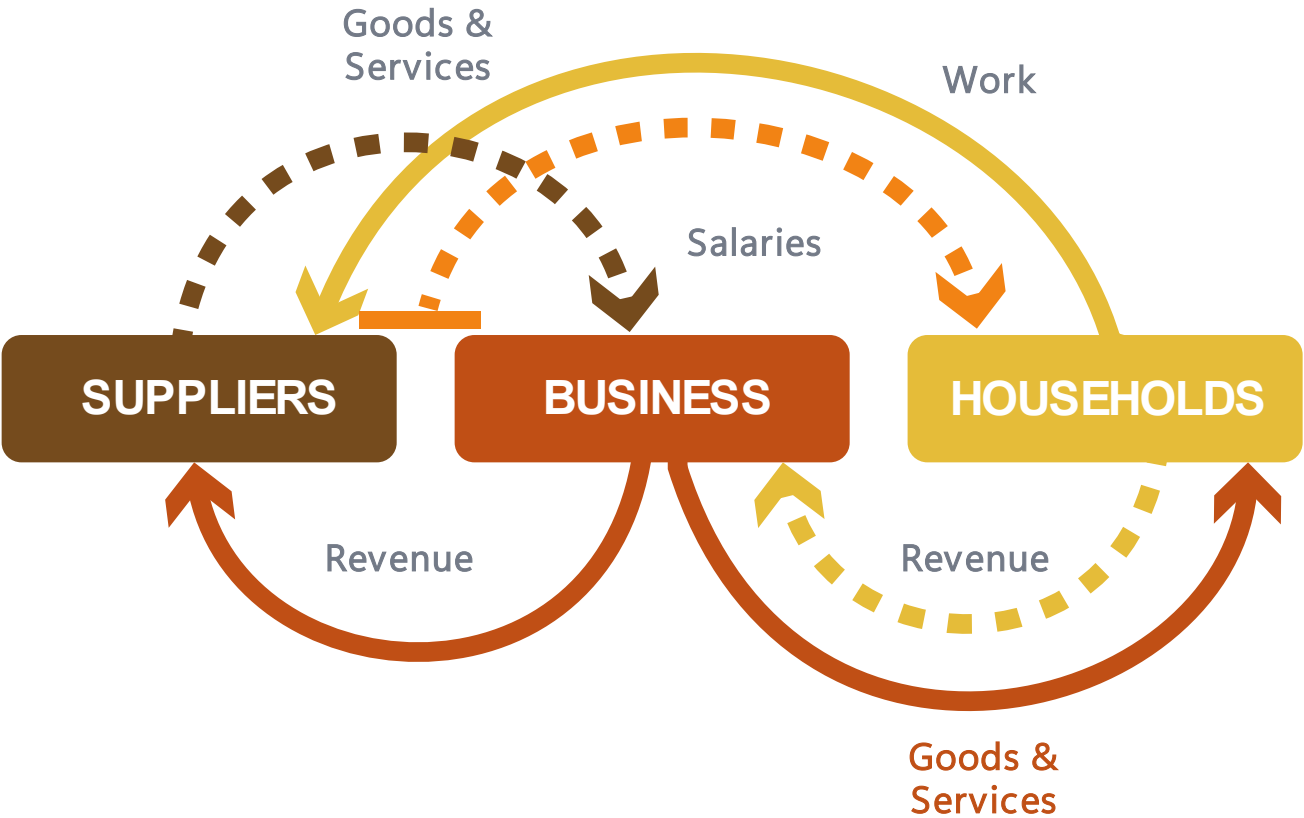 Goods &
Services
Work
Salaries
SUPPLIERS
BUSINESS
HOUSEHOLDS
Revenue
Revenue
Goods &
Services